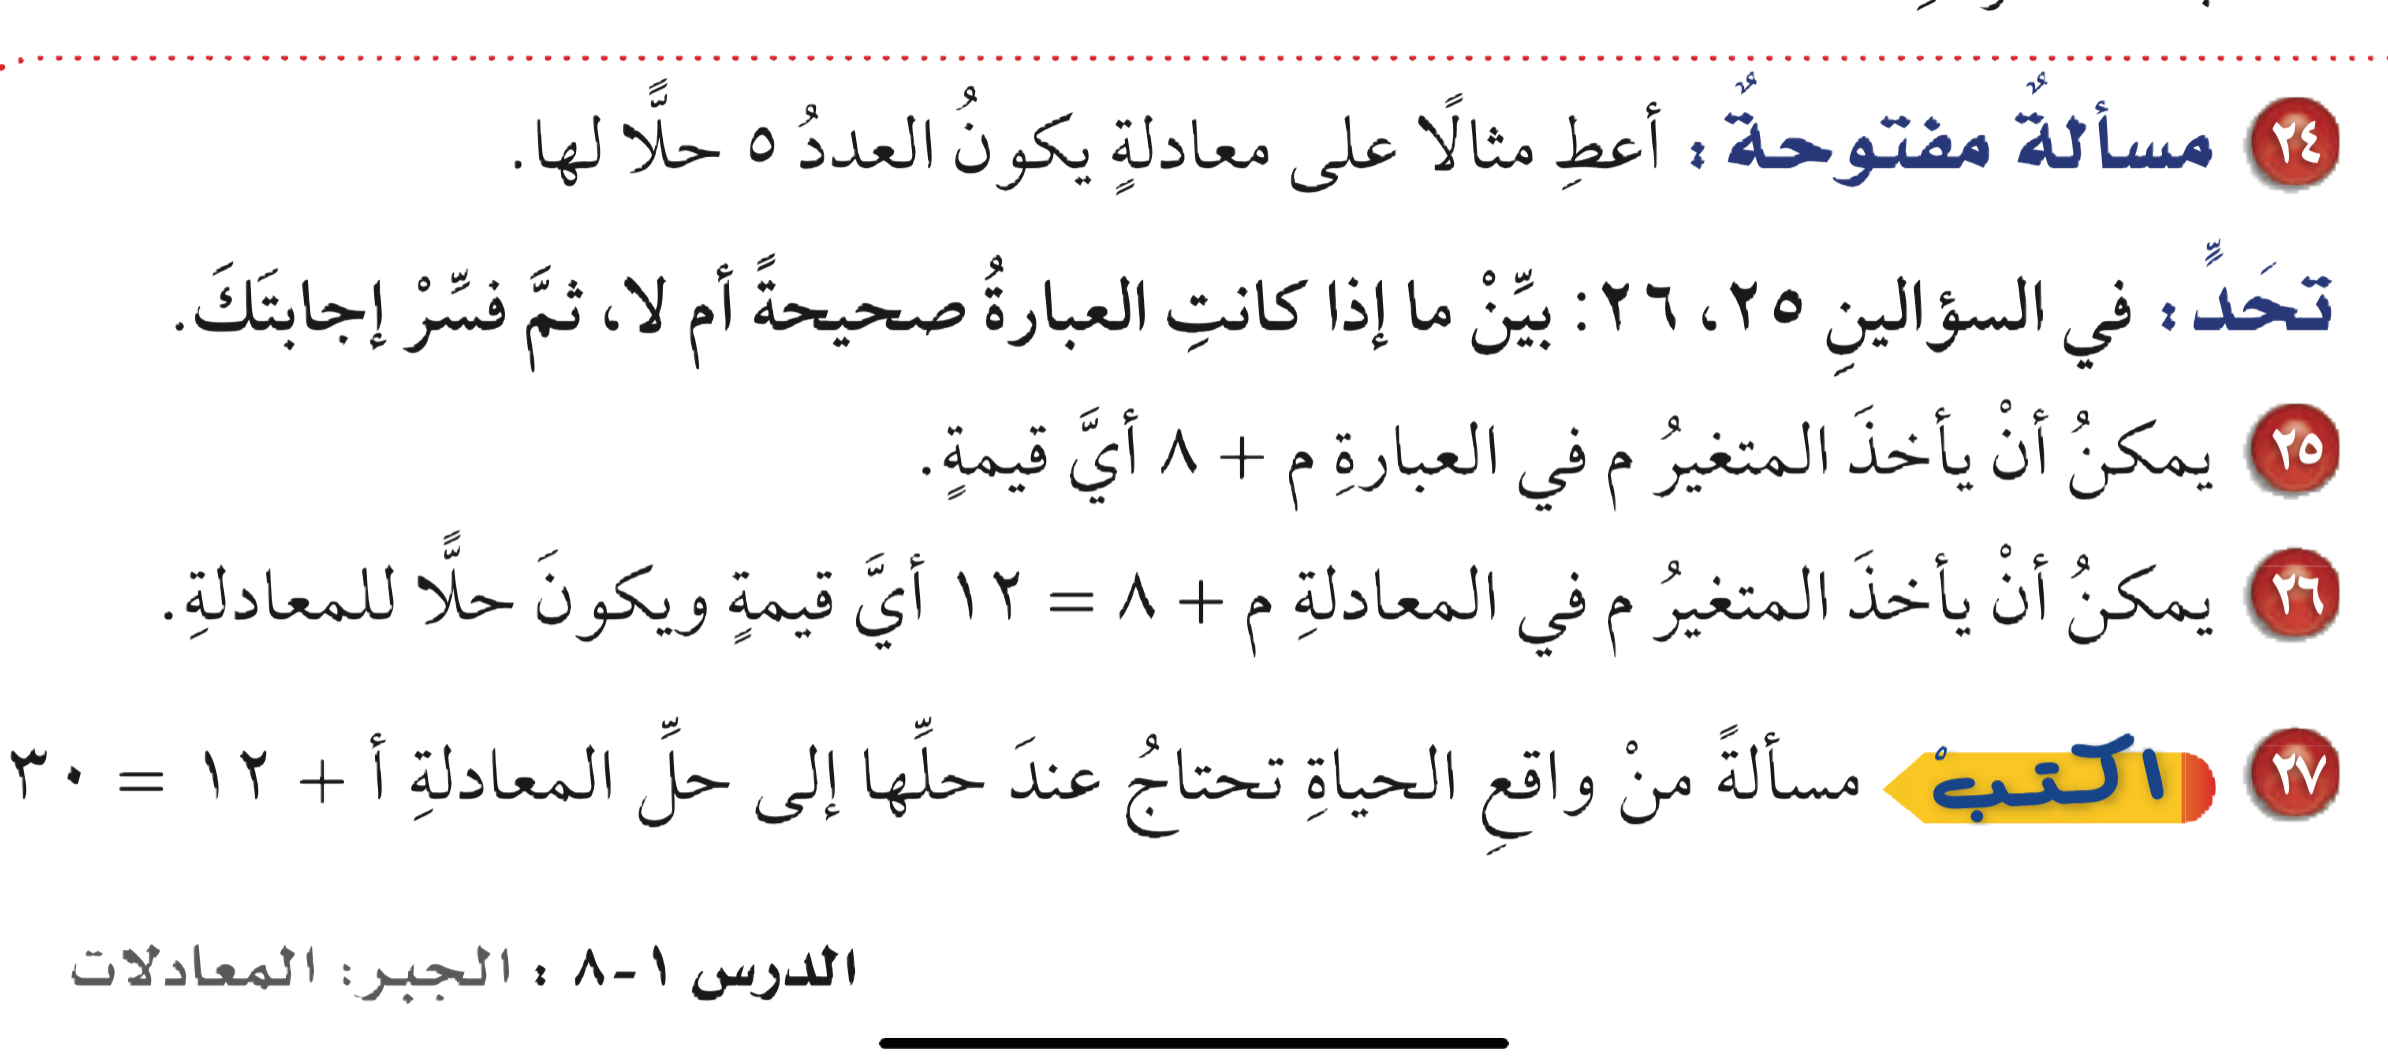 ٢٤ مسألةٌ مفتوحةٌ: أعطِ مثالًا على معادلةٍ يكونُ العددُ ٥ حلًّا لها.
تحَدٍّ: في السؤالينِ ٢٥، ٢٦: بيِّنْ ما إذا كانتِ العبارةُ صحيحةً أم لا، ثمَّ فسِّرْ إجابتَكَ.
٢٥ يمكنُ أنْ يأخذَ المتغيرُ م في العبارةِ م + ٨ أيَّ قيمةٍ.
٢٦ يمكنُ أنْ يأخذَ المتغيرُ م في المعادلةِ م + ٨ = ١٢ أيَّ قيمةٍ ويكونَ حلًّا للمعادلةِ.
٢٧ اكتبْ مسألةً منْ واقعِ الحياةِ تحتاجُ عندَ حلِّها إلى حلِّ المعادلةِ أ + ١٢ = ٣٠
الدرس ١-٨ : الجبر: المعادلات